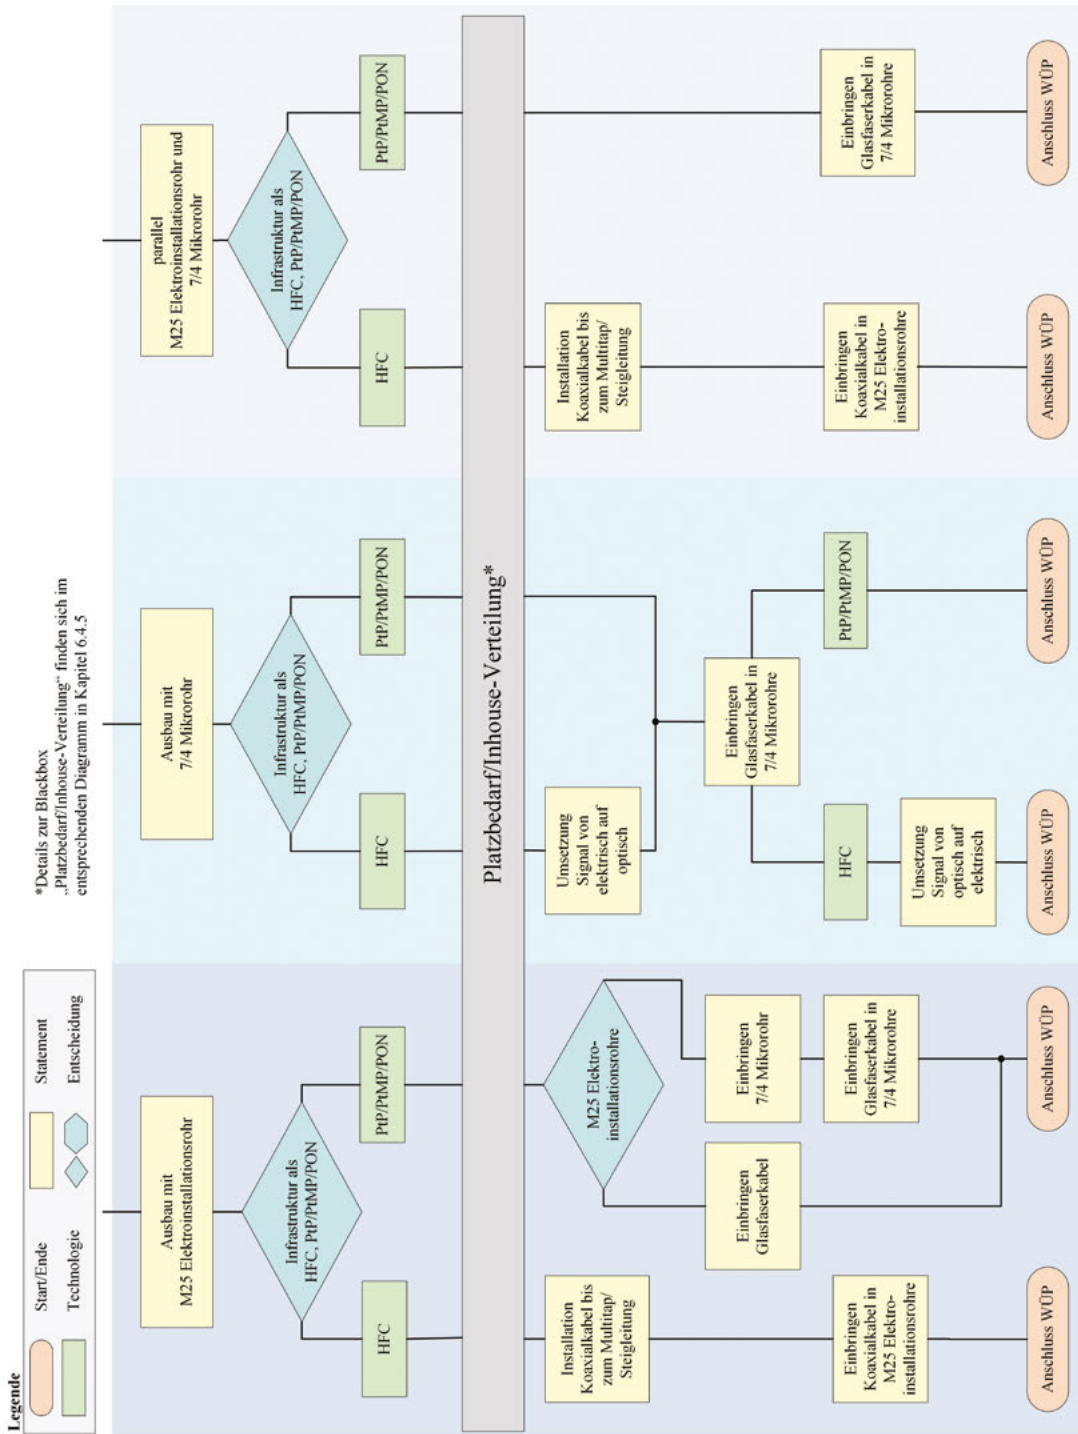 Legende
Start/Ende
Statement
Technologie
Entscheidung
*Details zur Blackbox
„Platzbedarf/Inhouse-Verteilung“ finden sich im
entsprechenden Diagramm in Kapitel 6.4.5
Ausbau mit
M25 Elektroinstallationsrohr
Infrastruktur als
HFC, PtP/PtMP/PON
HFC
PtP/PtMP/PON
Ausbau mit
7/4 Mikrorohr
Infrastruktur als
HFC, PtP/PtMP/PON
HFC
PtP/PtMP/PON
parallel
M25 Elektroinstallationsrohr und
7/4 Mikrorohr
Infrastruktur als
HFC, PtP/PtMP/PON
HFC
PtP/PtMP/PON
Platzbedarf/Inhouse-Verteilung*
Installation
Koaxialkabel bis
zum Multitap/
Steigleitung
Einbringen
Koaxialkabel in
M25 Elektro-
installationsrohre
Anschluss WÜP
M25 Elektro-
installationsrohre
Einbringen
Glasfaserkabel
Einbringen
7/4 Mikrorohr
Einbringen
Glasfaserkabel in
7/4 Mikrorohre
Anschluss WÜP
Umsetzung
Signal von
elektrisch auf
optisch
Einbringen
Glasfaserkabel in
7/4 Mikrorohre
HFC
Umsetzung
Signal von
optisch auf
elektrisch
Anschluss WÜP
PtP/PtMP/PON
Anschluss WÜP
Installation
Koaxialkabel bis
zum Multitap/
Steigleitung
Einbringen
Koaxialkabel in
M25 Elektro-
installationsrohre
Anschluss WÜP
Einbringen
Glasfaserkabel in
7/4 Mikrorohre
Anschluss WÜP